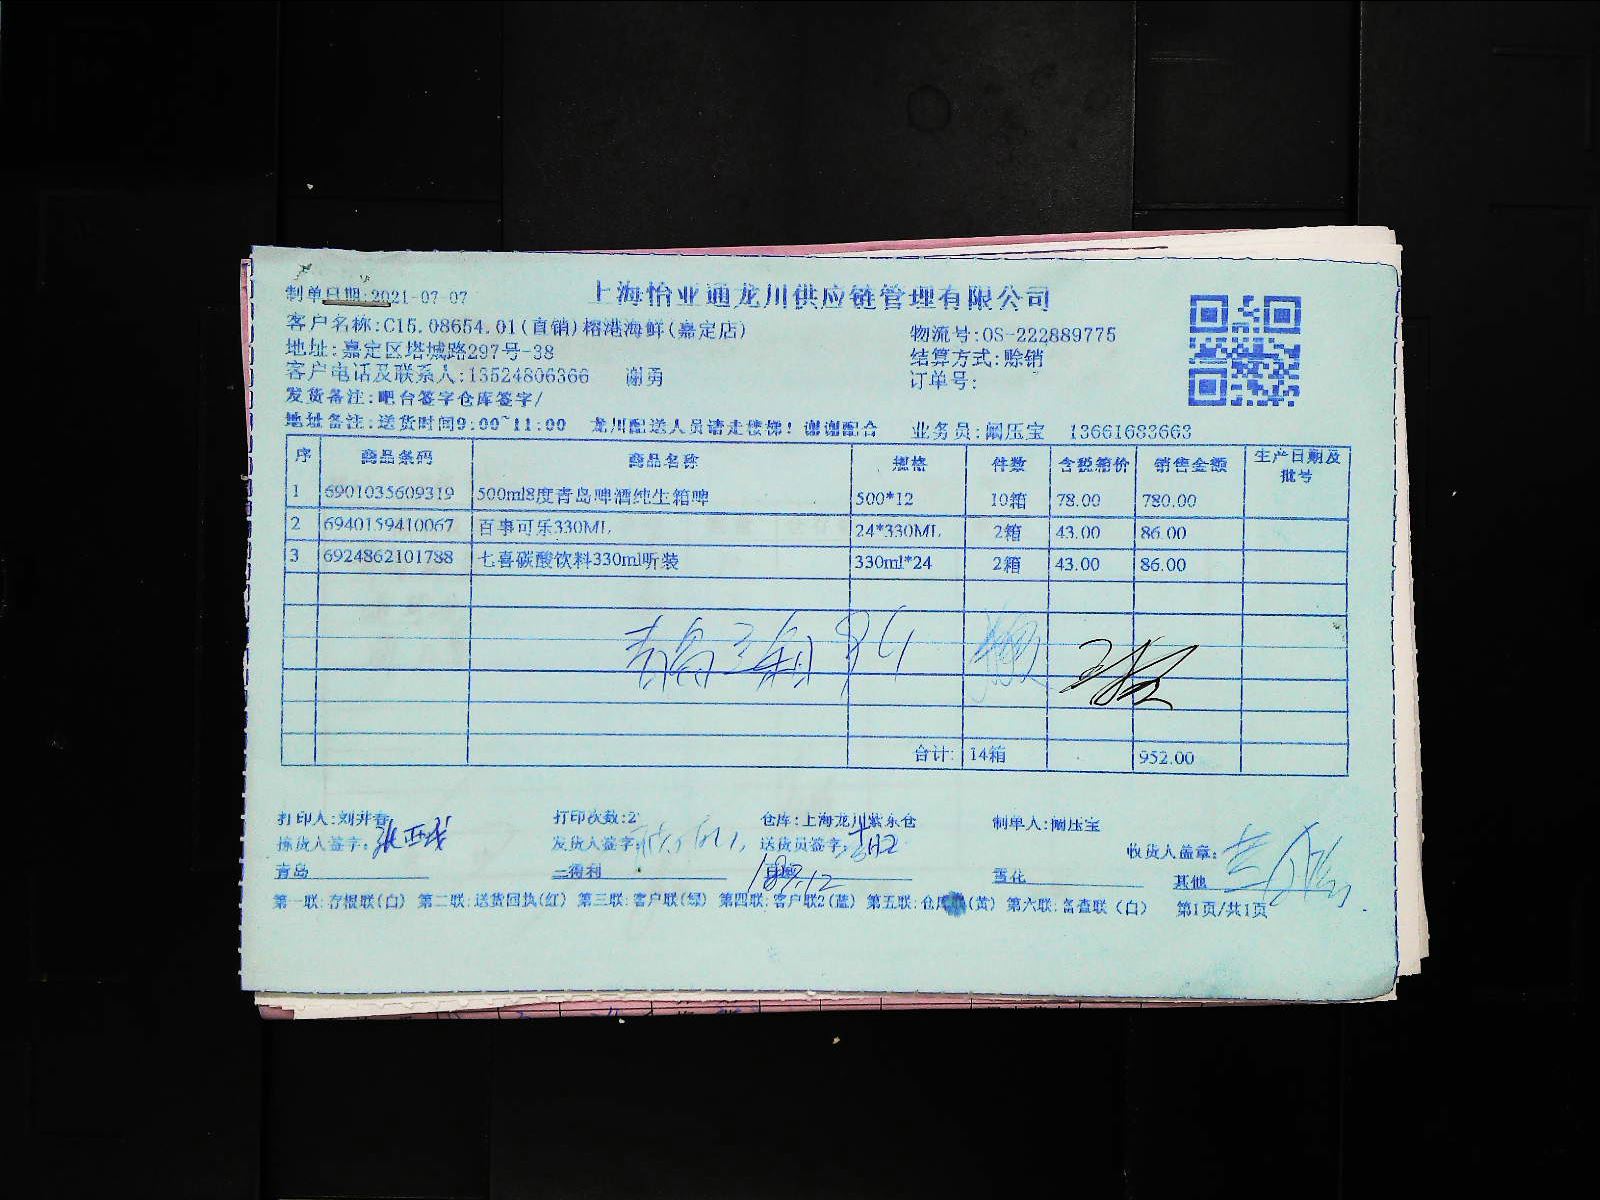 制单日期:2021-07-07
上海怡亚通龙川供应链管理有限公司
客户名称:C15.08654.01(直销)榕港海鲜(嘉定店)
物流号:OS-222889775
地址:嘉定区塔城路297号-38
结算方式:赊销
客户电话及联系人:13524806366 谢勇
订单号:
发货备注:吧台签字仓库签字/
地址备注:送货时间9:00~11:00 龙川配送人员请走楼梯!谢谢配合 业务员:阚压宝 13661683663
序 商品条码 商品名称 规格 件数 含税箱价 销售金额 生产日期及批号
1 6901035609319 500ml8度青岛啤酒纯生箱啤 500*12 10箱 78.00 780.00
2 6940159410067 百事可乐330ML 24*330ML 2箱 43.00 86.00
3 6924862101788 七喜碳酸饮料330ml听装 330ml*24 2箱 43.00 86.00
合计: 14箱 952.00
打印人:刘井春 打印次数:2 仓库:上海龙川紫东仓 制单人:阚压宝
拣货人签字: 发货人签字: 送货员签字: 收货人盖章:
青岛 三得利 百威 雪花 其他
第一联:存根联(白) 第二联:送货回执(红) 第三联:客户联(绿) 第四联:客户联2(蓝) 第五联:仓库联(黄) 第六联:备查联(白) 第1页/共1页